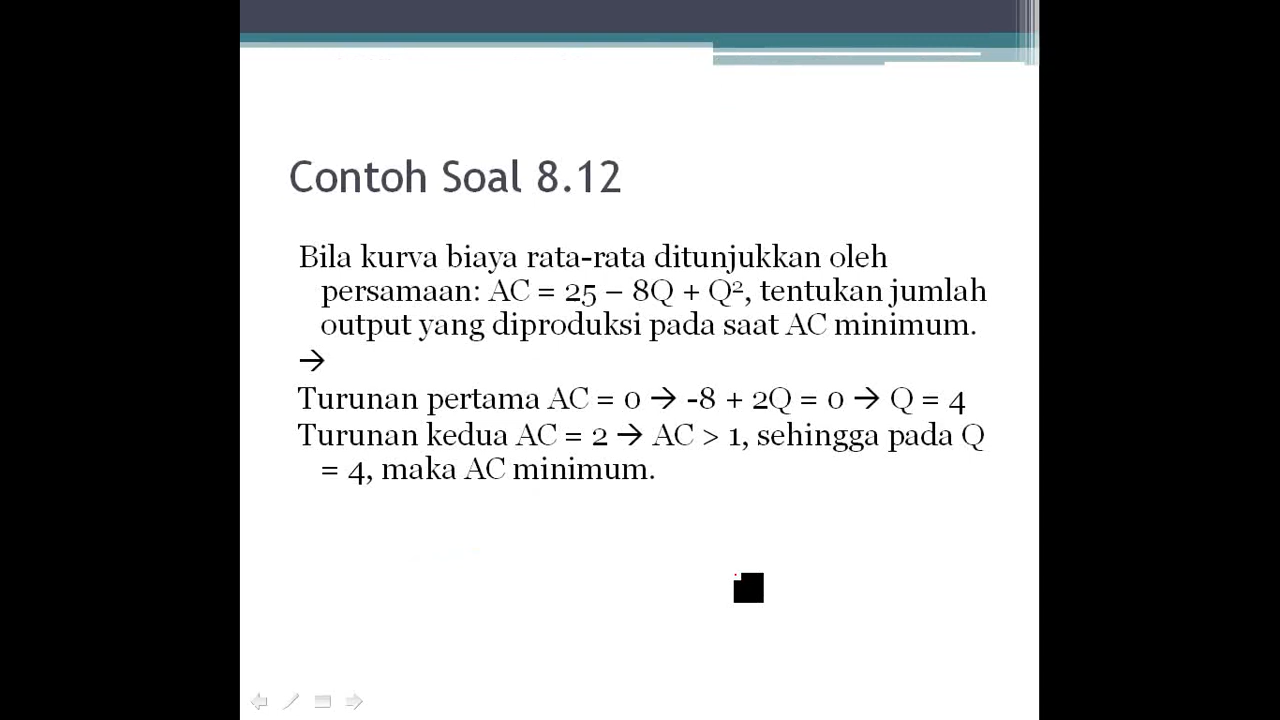 Contoh Soal 8.12
Bila kurva biaya rata-rata ditunjukkan oleh
persamaan: AC = 25 – 8Q + Q², tentukan jumlah
output yang diproduksi pada saat AC minimum.
→
Turunan pertama AC = 0 → -8 + 2Q = 0 → Q = 4
Turunan kedua AC = 2 → AC > 1, sehingga pada Q
= 4, maka AC minimum.